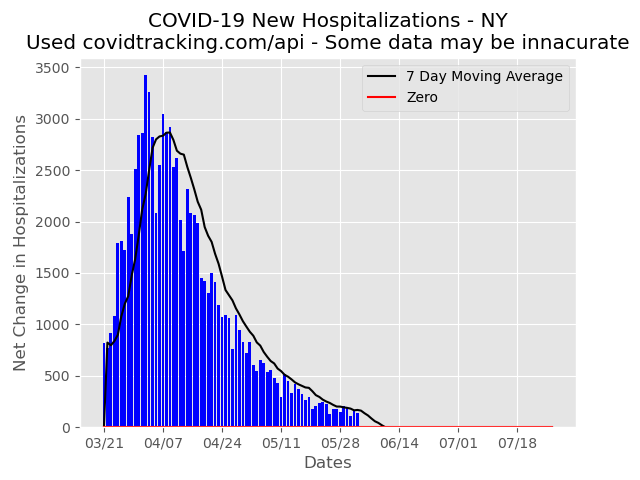 COVID-19 New Hospitalizations - NY
Used covidtracking.com/api - Some data may be innacurate
7 Day Moving Average
Zero
Net Change in Hospitalizations
3500
3000
2500
2000
1500
1000
500
0
03/21 04/07 04/24 05/11 05/28 06/14 07/01 07/18
Dates